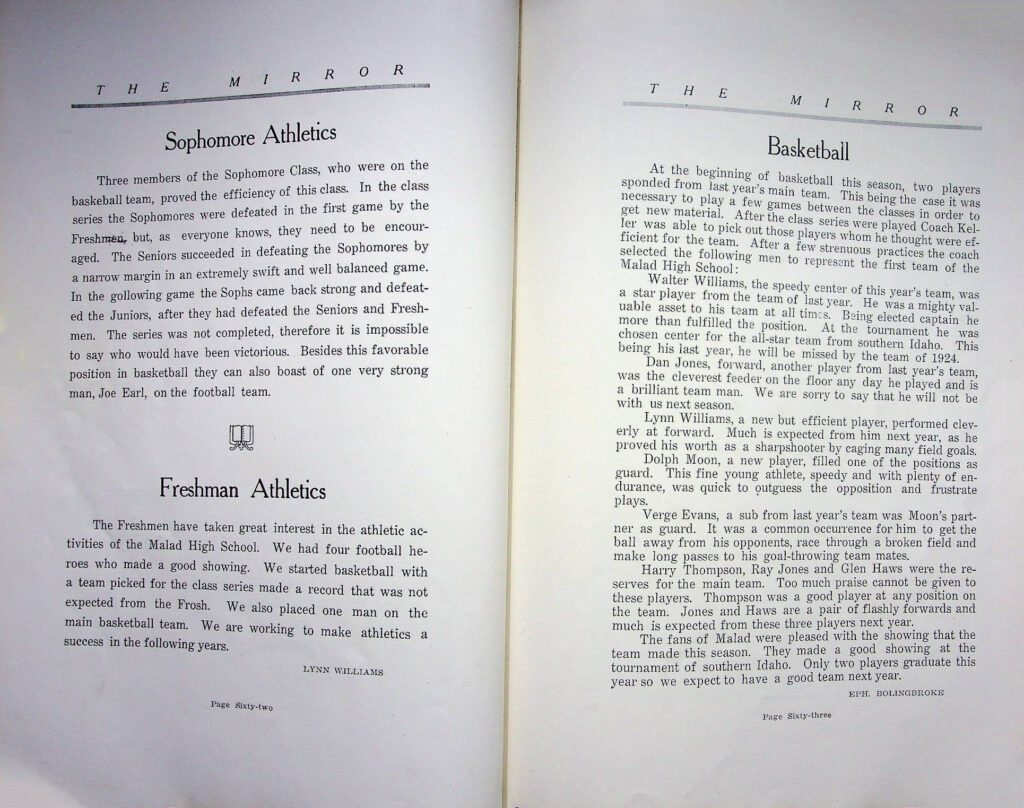 THE MIRROR
Sophomore Athletics
Three members of the Sophomore Class, who were on the
baskeball team, proved the efficiency of this class. In the class
series the Sophomores were defeated in the first game by the
Freshmen, but, as everyone knows, they need to be encour-
aged. The Seniors succeeded in defeating the Sophomores by
a narrow margin in an extremely swift and well balanced game.
In the gollowing game the Sophs came back strong and defeat-
ed the Juniors, after they had defeated the Seniors and Fresh-
men. The series was not completed, therefore it is impossible
to say who would have been victorious. Besides this favorable
position in basketball they can also boast of one very strong
man, Joe Earl, on the football team.
Freshman Athletics
The Freshmen have taken great interest in the athletic ac-
tivities of the Malad High School. We had four football he-
roes who made a good showing. We started basketball with
a team picked for the class series made a record that was not
expected from the Frosh. We also placed one man on the
main basketball team. We are working to make athletics a
success in the following years.
LYNN WILLIAMS
Page Sixty-two
THE MIRROR
Basketball
At the beginning of basketball this season, two players
sponded from last year's main team. This being the case it was
necessary to play a few games between the classes in order to
get new material. After the class series were played Coach Kel-
ler was able to pick out those players whom he thought were ef-
ficient for the team. After a few strenuous practices the coach
selected the following men to represent the first team of the
Malad High School:
Walter Williams, the speedy center of this year's team, was
a star player from the team of last year. He was a mighty val-
uable asset to his team at all times. Being elected captain he
more than fulfilled the position. At the tournament he was
chosen center for the all-star team from southern Idaho. This
being his last year, he will be missed by the team of 1924.
Dan Jones, forward, another player from last year's team,
was the cleverest feeder on the floor any day he played and is
a brilliant team man. We are sorry to say that he will not be
with us next season.
Lynn Williams, a new but efficient player, performed clev-
erly at forward. Much is expected from him next year, as he
proved his worth as a sharpshooter by caging many field goals.
Dolph Moon, a new player, filled one of the positions as
guard. This fine young athlete, speedy and with plenty of en-
durance, was quick to outguess the opposition and frustrate
plays.
Verge Evans, a sub from last year's team was Moon's part-
ner as guard. It was a common occurrence for him to get the
ball away from his opponents, race through a broken field and
make long passes to his goal-throwing team mates.
Harry Thompson, Ray Jones and Glen Haws were the re-
serves for the main team. Too much praise cannot be given to
these players. Thompson was a good player at any position on
the team. Jones and Haws are a pair of flashly forwards and
much is expected from these three players next year.
The fans of Malad were pleased with the showing that the
team made this season. They made a good showing at the
tournament of southern Idaho. Only two players graduate this
year so we expect to have a good team next year.
EPH. BOLINGBROKE
Page Sixty-three